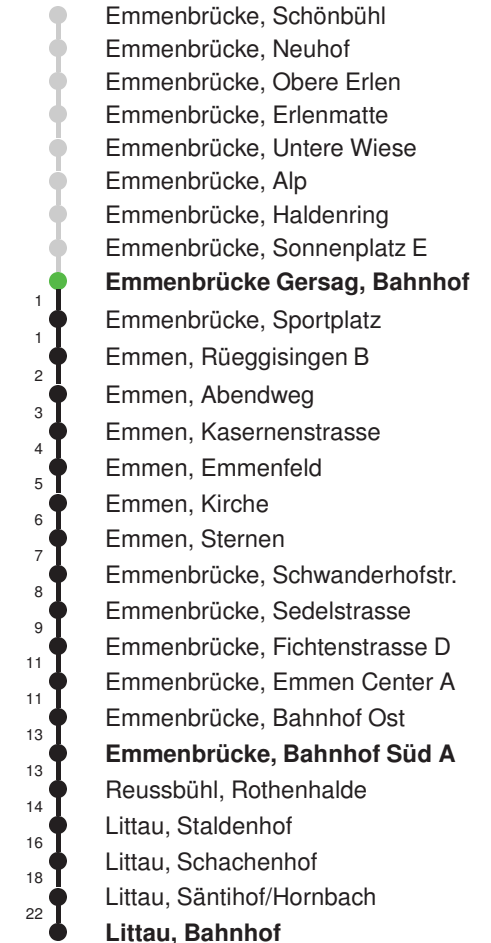 Emmenbrücke, Schönbühl
Emmenbrücke, Neuhof
Emmenbrücke, Obere Erlen
Emmenbrücke, Erlenmatte
Emmenbrücke, Untere Wiese
Emmenbrücke, Alp
Emmenbrücke, Haldenring
Emmenbrücke, Sonnenplatz E
Emmenbrücke Gersag, Bahnhof
1 Emmenbrücke, Sportplatz
1 Emmen, Rüeggisingen B
2 Emmen, Abendweg
3 Emmen, Kasernenstrasse
4 Emmen, Emmenfeld
5 Emmen, Kirche
6 Emmen, Sternen
7 Emmenbrücke, Schwanderhofstr.
8 Emmenbrücke, Sedelstrasse
9 Emmenbrücke, Fichtenstrasse D
11 Emmenbrücke, Emmen Center A
11 Emmenbrücke, Bahnhof Ost
13 Emmenbrücke, Bahnhof Süd A
13 Reussbühl, Rothenhalde
14 Littau, Staldenhof
16 Littau, Schachenhof
18 Littau, Säntihof/Hornbach
22 Littau, Bahnhof